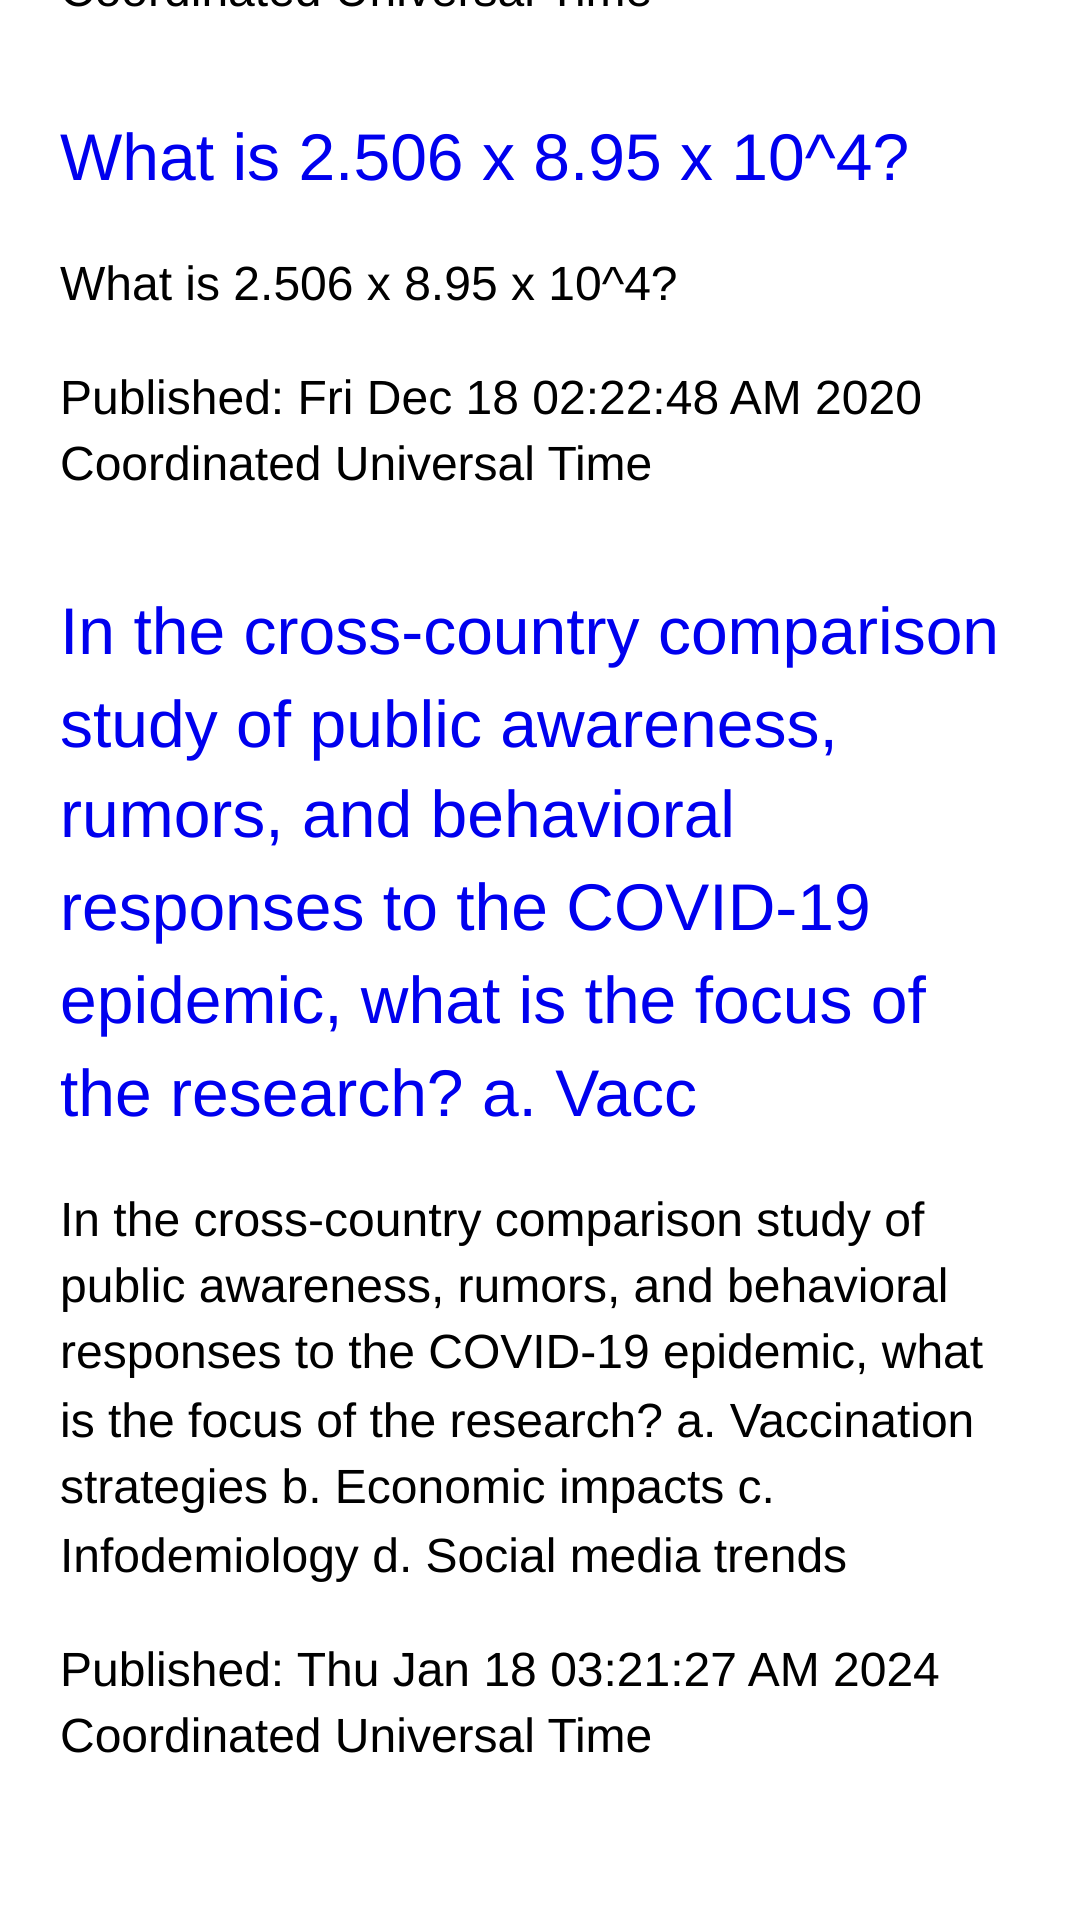 Coordinated Universal Time
What is 2.506 x 8.95 x 10^4?
What is 2.506 x 8.95 x 10^4?
Published: Fri Dec 18 02:22:48 AM 2020
Coordinated Universal Time
In the cross-country comparison
study of public awareness,
rumors, and behavioral
responses to the COVID-19
epidemic, what is the focus of
the research? a. Vacc
In the cross-country comparison study of
public awareness, rumors, and behavioral
responses to the COVID-19 epidemic, what
is the focus of the research? a. Vaccination
strategies b. Economic impacts c.
Infodemiology d. Social media trends
Published: Thu Jan 18 03:21:27 AM 2024
Coordinated Universal Time